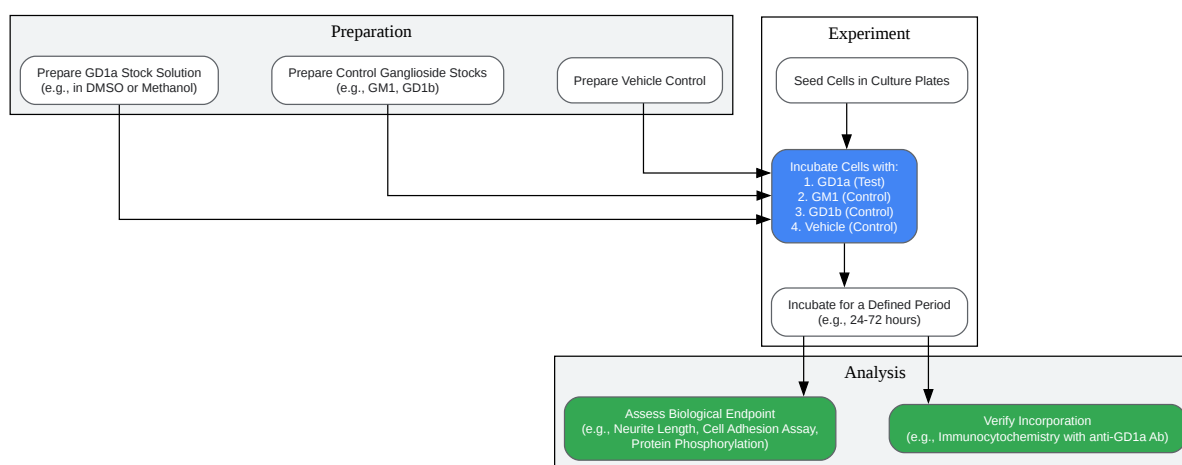 Preparation
Prepare GD1a Stock Solution
(e.g., in DMSO or Methanol)
Prepare Control Ganglioside Stocks
(e.g., GM1, GD1b)
Prepare Vehicle Control
Experiment
Seed Cells in Culture Plates
Incubate Cells with:
1. GD1a (Test)
2. GM1 (Control)
3. GD1b (Control)
4. Vehicle (Control)
Incubate for a Defined Period
(e.g., 24-72 hours)
Analysis
Assess Biological Endpoint
(e.g., Neurite Length, Cell Adhesion Assay,
Protein Phosphorylation)
Verify Incorporation
(e.g., Immunocytochemistry with anti-GD1a Ab)